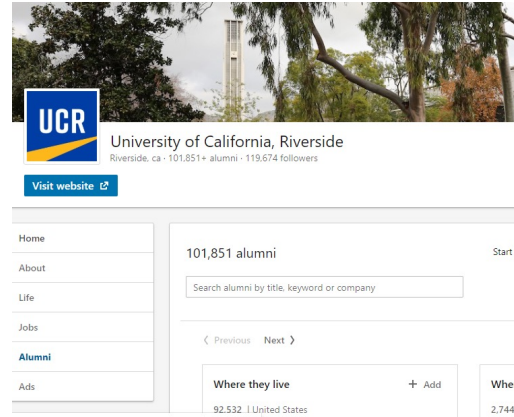 UCR
University of California, Riverside
Riverside, ca · 101,851+ alumni · 119,674 followers
Visit website
Home
About
Life
Jobs
Alumni
Ads
101,851 alumni
Start
Search alumni by title, keyword or company
Previous Next
Where they live + Add
92,532 | United States
Whe
2,744